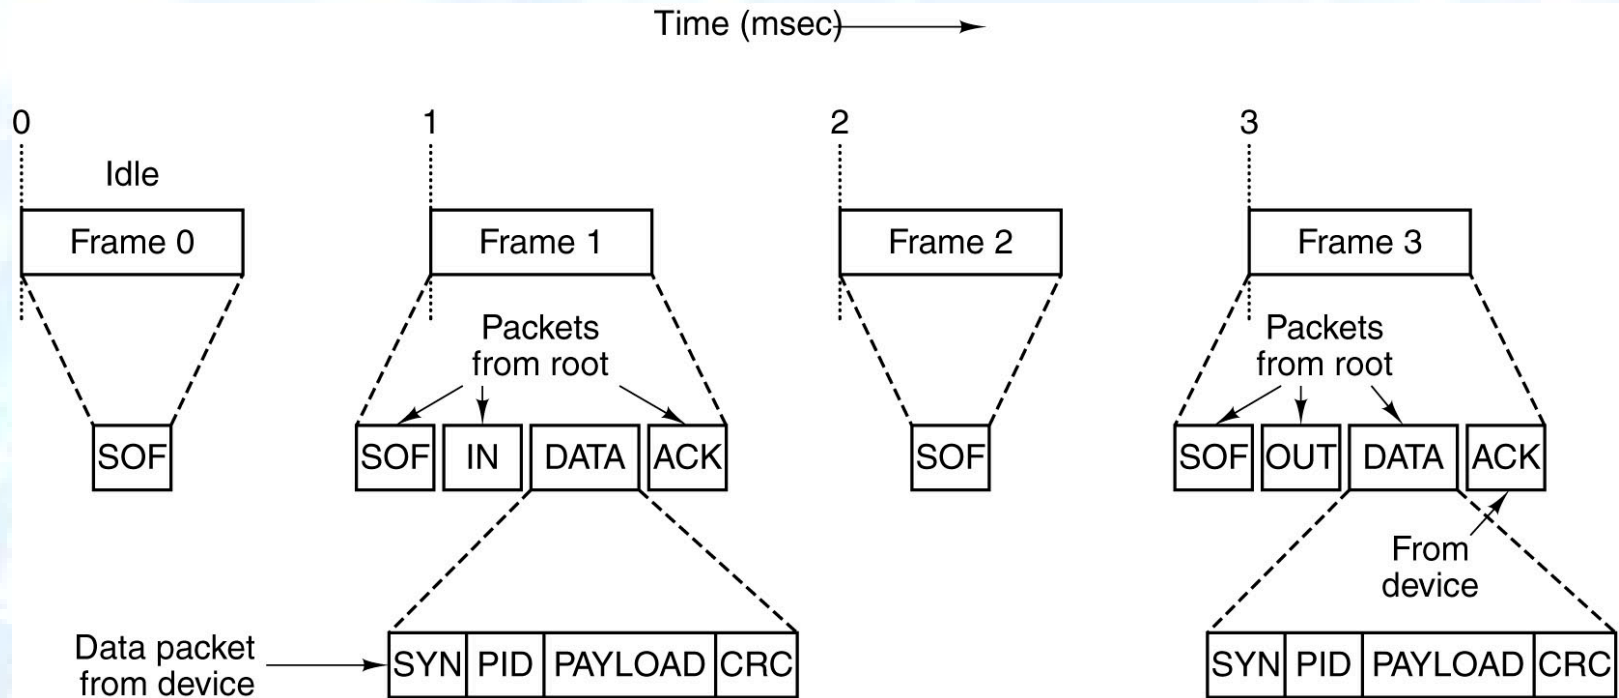 Time (msec)
0
1
2
3
Idle
Frame 0
Frame 1
Frame 2
Frame 3
Packets
from root
Packets
from root
SOF
SOF IN DATA ACK
SOF
SOF OUT DATA ACK
From
device
Data packet
from device
SYN PID PAYLOAD CRC
SYN PID PAYLOAD CRC